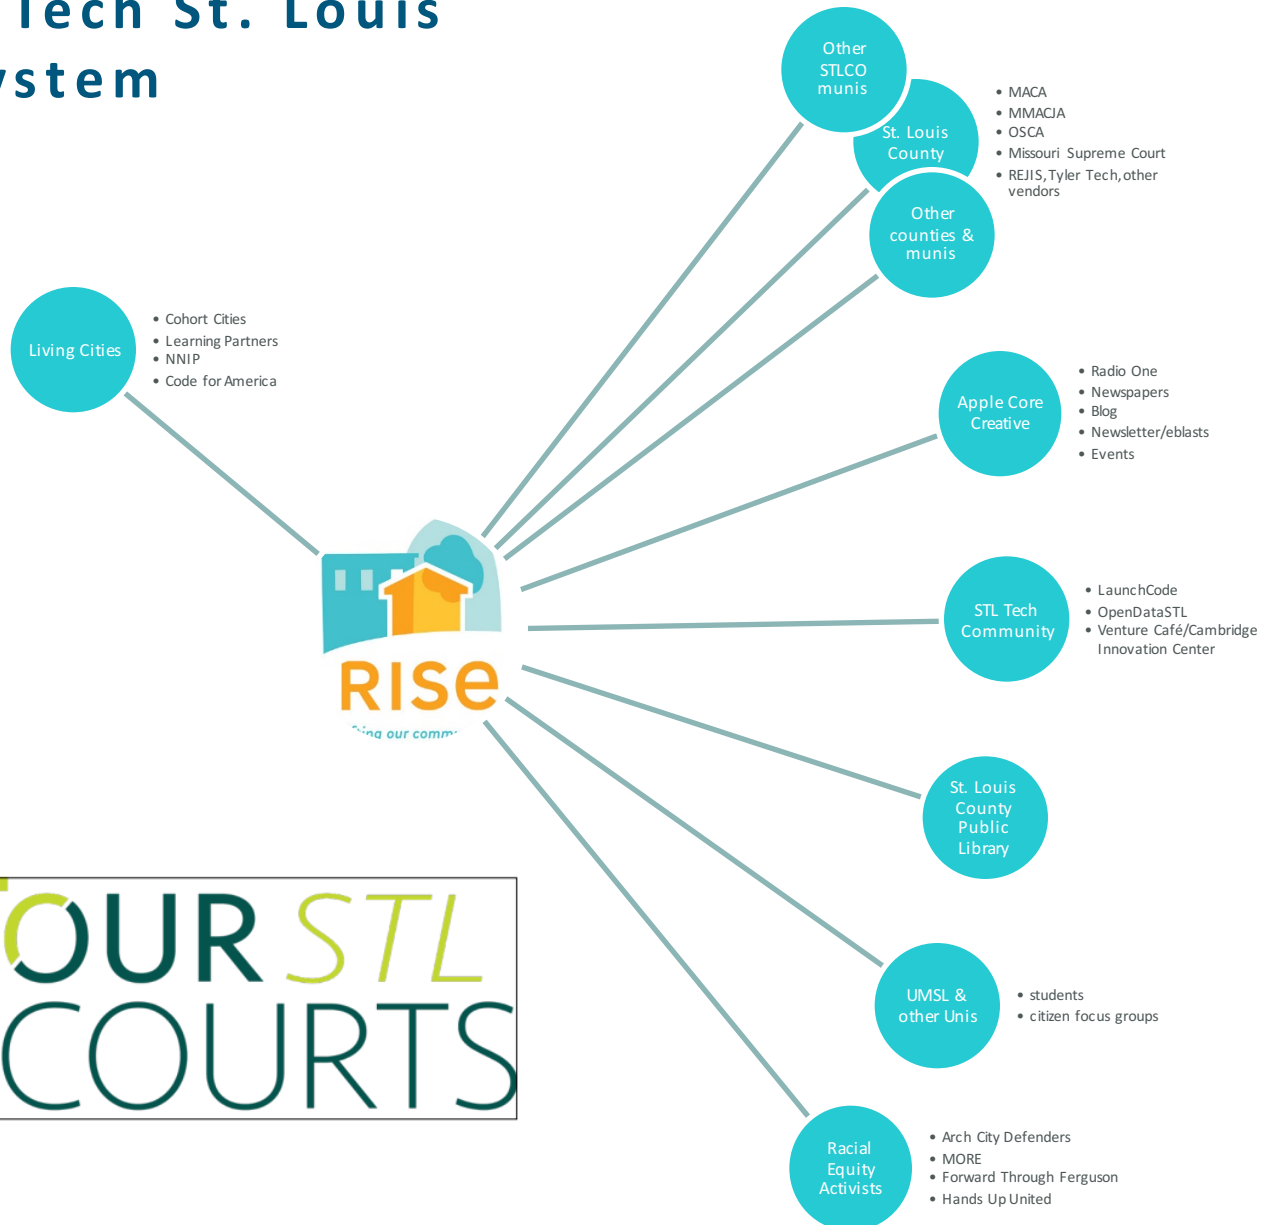 Tech St. Louis
Other
STLCO
munis
St. Louis
County
Other
counties &
munis
• MACA
• MMACJA
• OSCA
• Missouri Supreme Court
• REJIS, Tyler Tech, other
vendors
Living Cities
• Cohort Cities
• Learning Partners
• NNIP
• Code for America
Apple Core
Creative
• Radio One
• Newspapers
• Blog
• Newsletter/eblasts
• Events
RISe
our
STL Tech
Community
• LaunchCode
• OpenDataSTL
• Venture Café/Cambridge
Innovation Center
St. Louis
County
Public
Library
OUR STL
COURTS
UMSL &
other Unis
• students
• citizen focus groups
Racial
Equity
Activists
• Arch City Defenders
• MORE
• Forward Through Ferguson
• Hands Up United